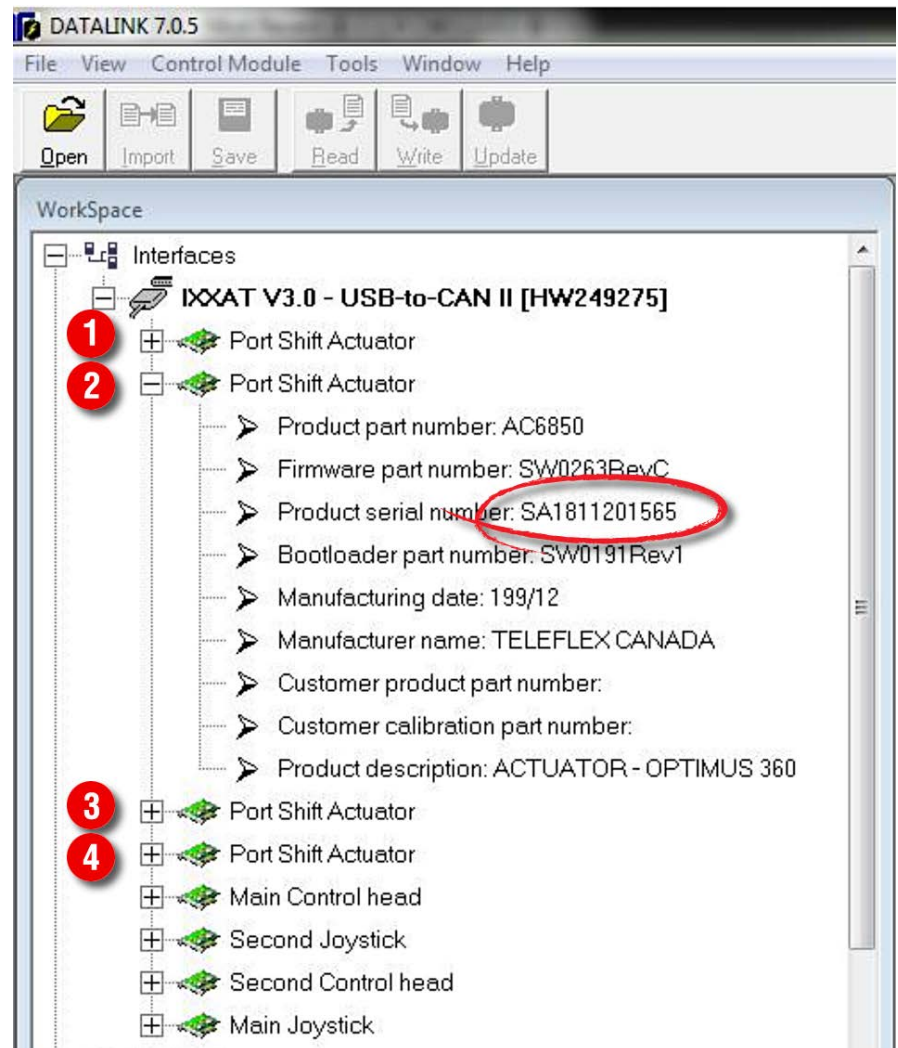 DATALINK 7.0.5
File View Control Module Tools Window Help
Open Import Save Read Write Update
WorkSpace
Interfaces
IXXAT V3.0 - USB-to-CAN II [HW249275]
1 Port Shift Actuator
2 Port Shift Actuator
Product part number: AC6850
Firmware part number: SW0263RevC
Product serial number: SA1811201565
Bootloader part number: SW0191Rev1
Manufacturing date: 199/12
Manufacturer name: TELEFLEX CANADA
Customer product part number:
Customer calibration part number:
Product description: ACTUATOR - OPTIMUS 360
3 Port Shift Actuator
4 Port Shift Actuator
Main Control head
Second Joystick
Second Control head
Main Joystick